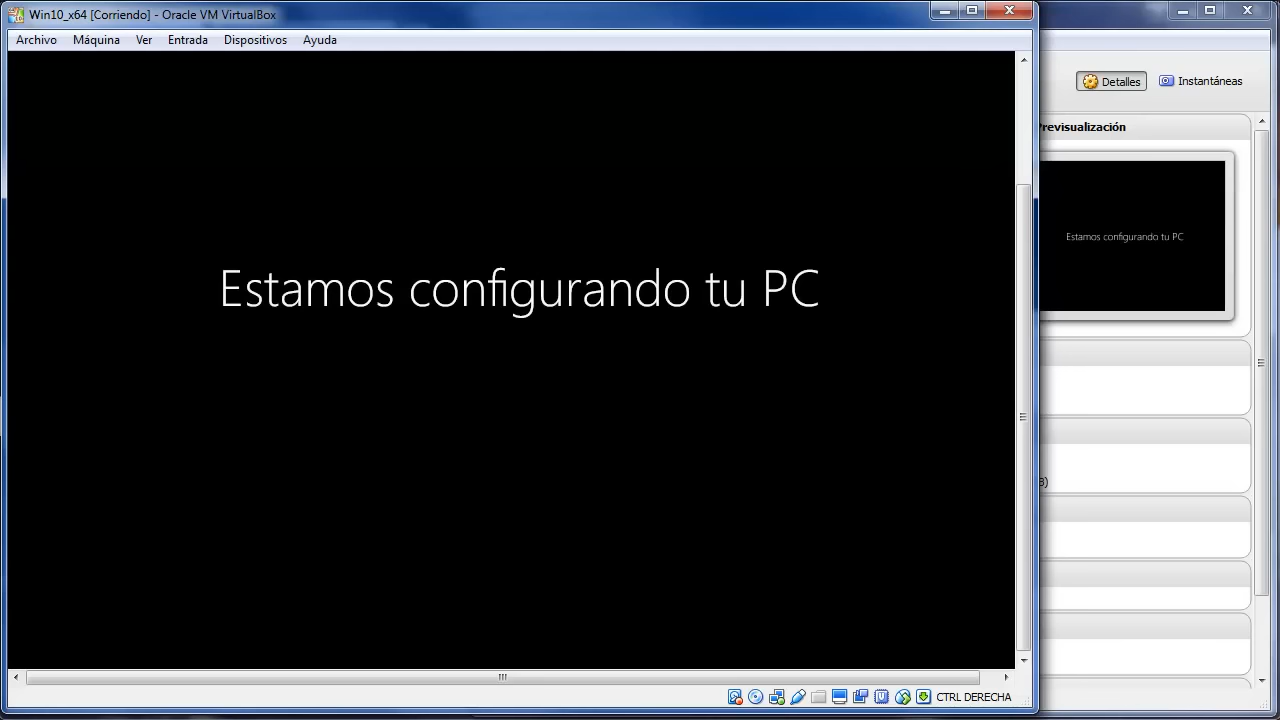 Win10_x64 [Corriendo] - Oracle VM VirtualBox
Archivo Máquina Ver Entrada Dispositivos Ayuda
Detalles Instantáneas
Previsualización
Estamos configurando tu PC
Estamos configurando tu PC
CTRL DERECHA